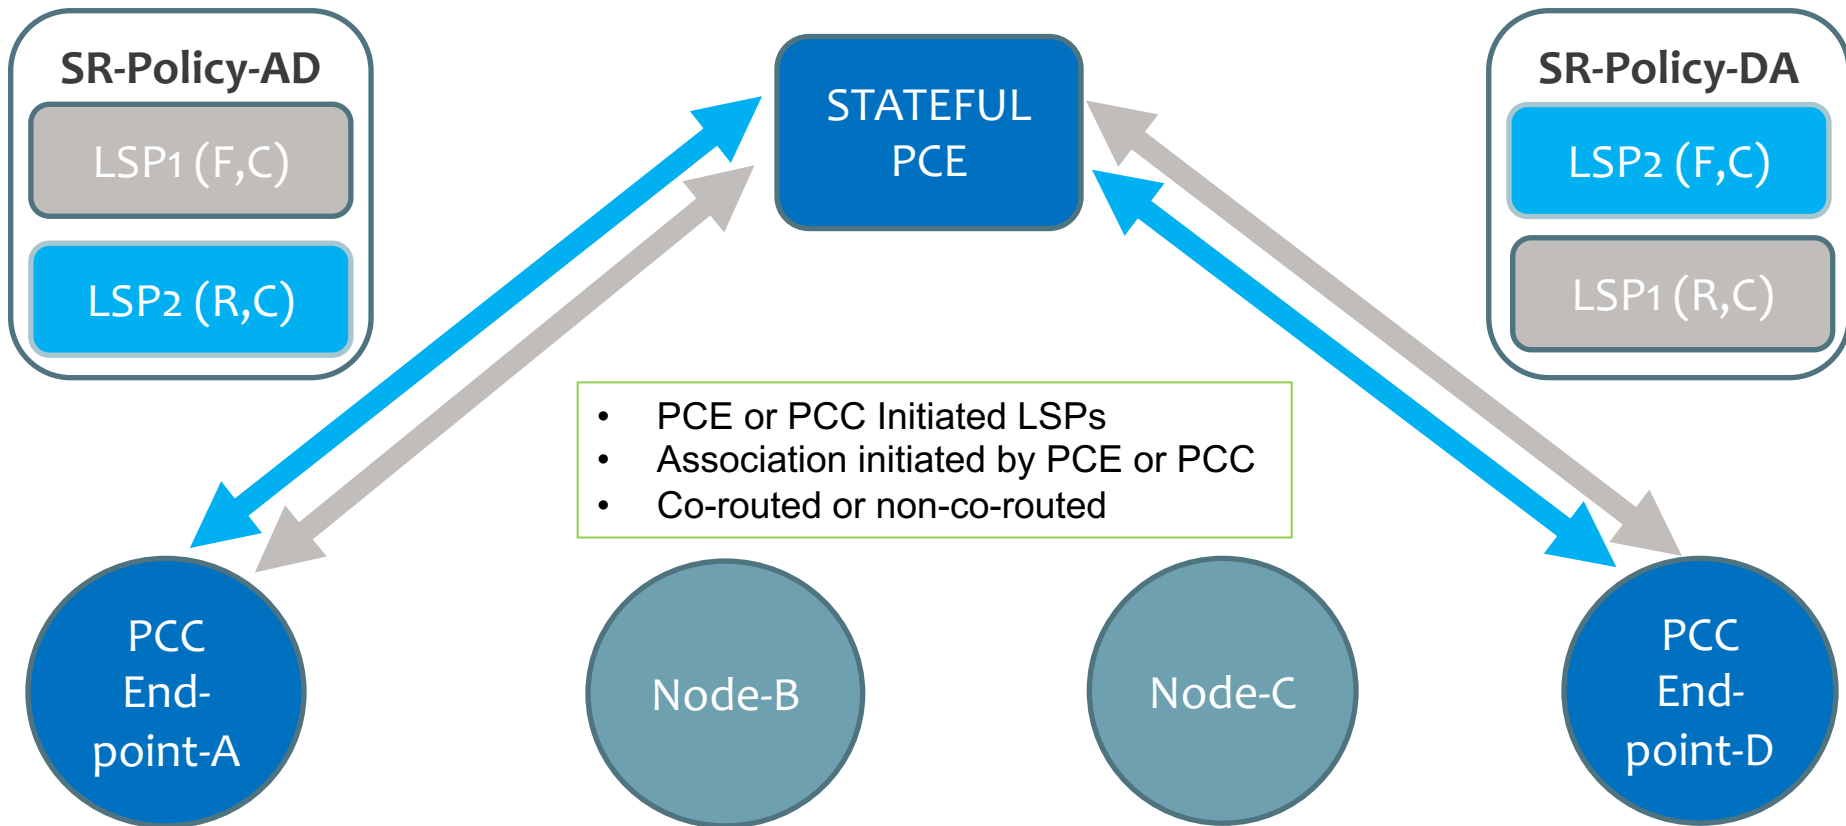 SR-Policy-AD
LSP1 (F,C)
LSP2 (R,C)
STATEFUL
PCE
SR-Policy-DA
LSP2 (F,C)
LSP1 (R,C)
• PCE or PCC Initiated LSPs
• Association initiated by PCE or PCC
• Co-routed or non-co-routed
PCC
End-
point-A
Node-B
Node-C
PCC
End-
point-D